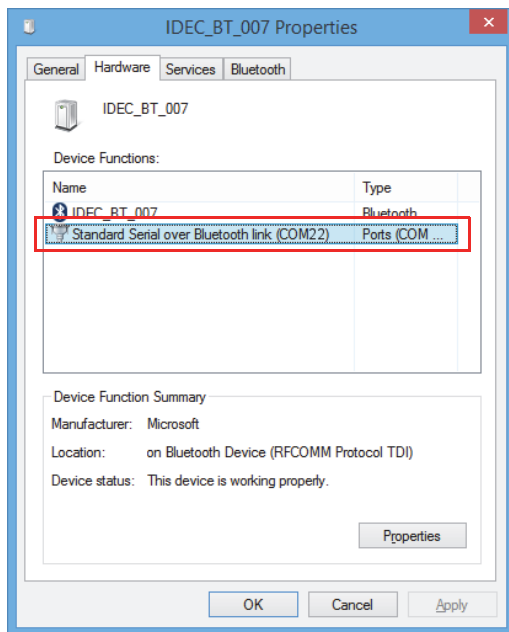 IDEC_BT_007 Properties
General Hardware Services Bluetooth
IDEC_BT_007
Device Functions:
Name Type
IDEC_BT_007 Bluetooth
Standard Serial over Bluetooth link (COM22) Ports (COM ...
Device Function Summary
Manufacturer: Microsoft
Location: on Bluetooth Device (RFCOMM Protocol TDI)
Device status: This device is working properly.
Properties
OK Cancel Apply